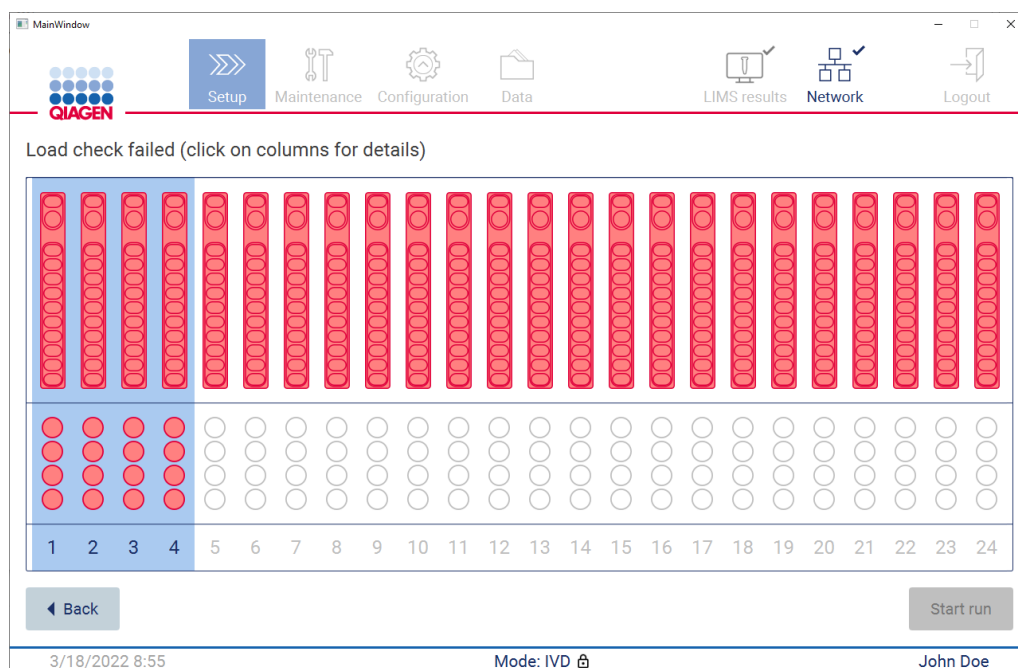 MainWindow
Setup Maintenance Configuration Data LIMS results Network Logout
QIAGEN
Load check failed (click on columns for details)
1 2 3 4 5 6 7 8 9 10 11 12 13 14 15 16 17 18 19 20 21 22 23 24
Back Start run
3/18/2022 8:55 Mode: IVD John Doe